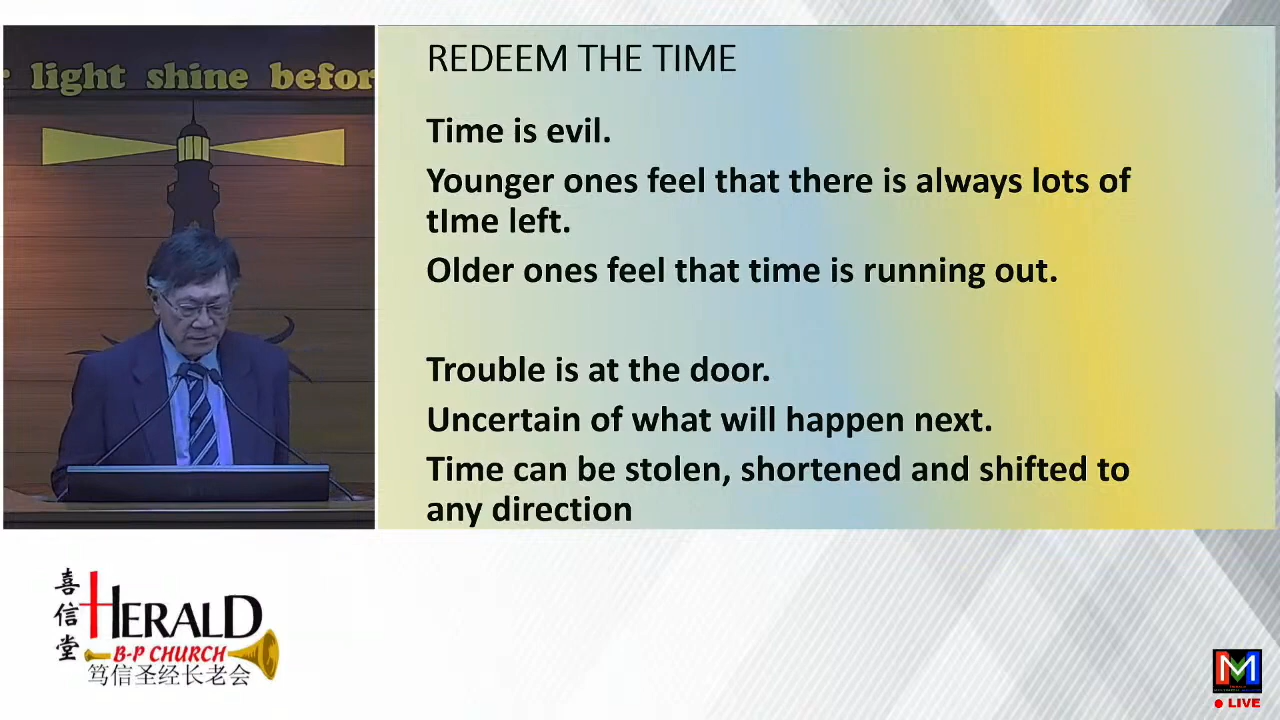 light shine befor
REDEEM THE TIME
Time is evil.
Younger ones feel that there is always lots of
tIme left.
Older ones feel that time is running out.
Trouble is at the door.
Uncertain of what will happen next.
Time can be stolen, shortened and shifted to
any direction
喜信堂
HERALD
B-P CHURCH
笃信圣经长老会
LIVE